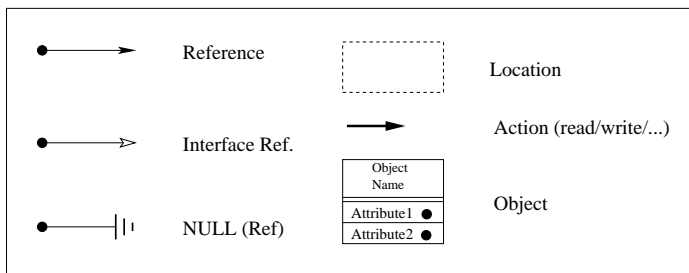 Reference
Interface Ref.
NULL (Ref)
Location
Action (read/write/...)
Object
Name
Attribute1
Attribute2
Object